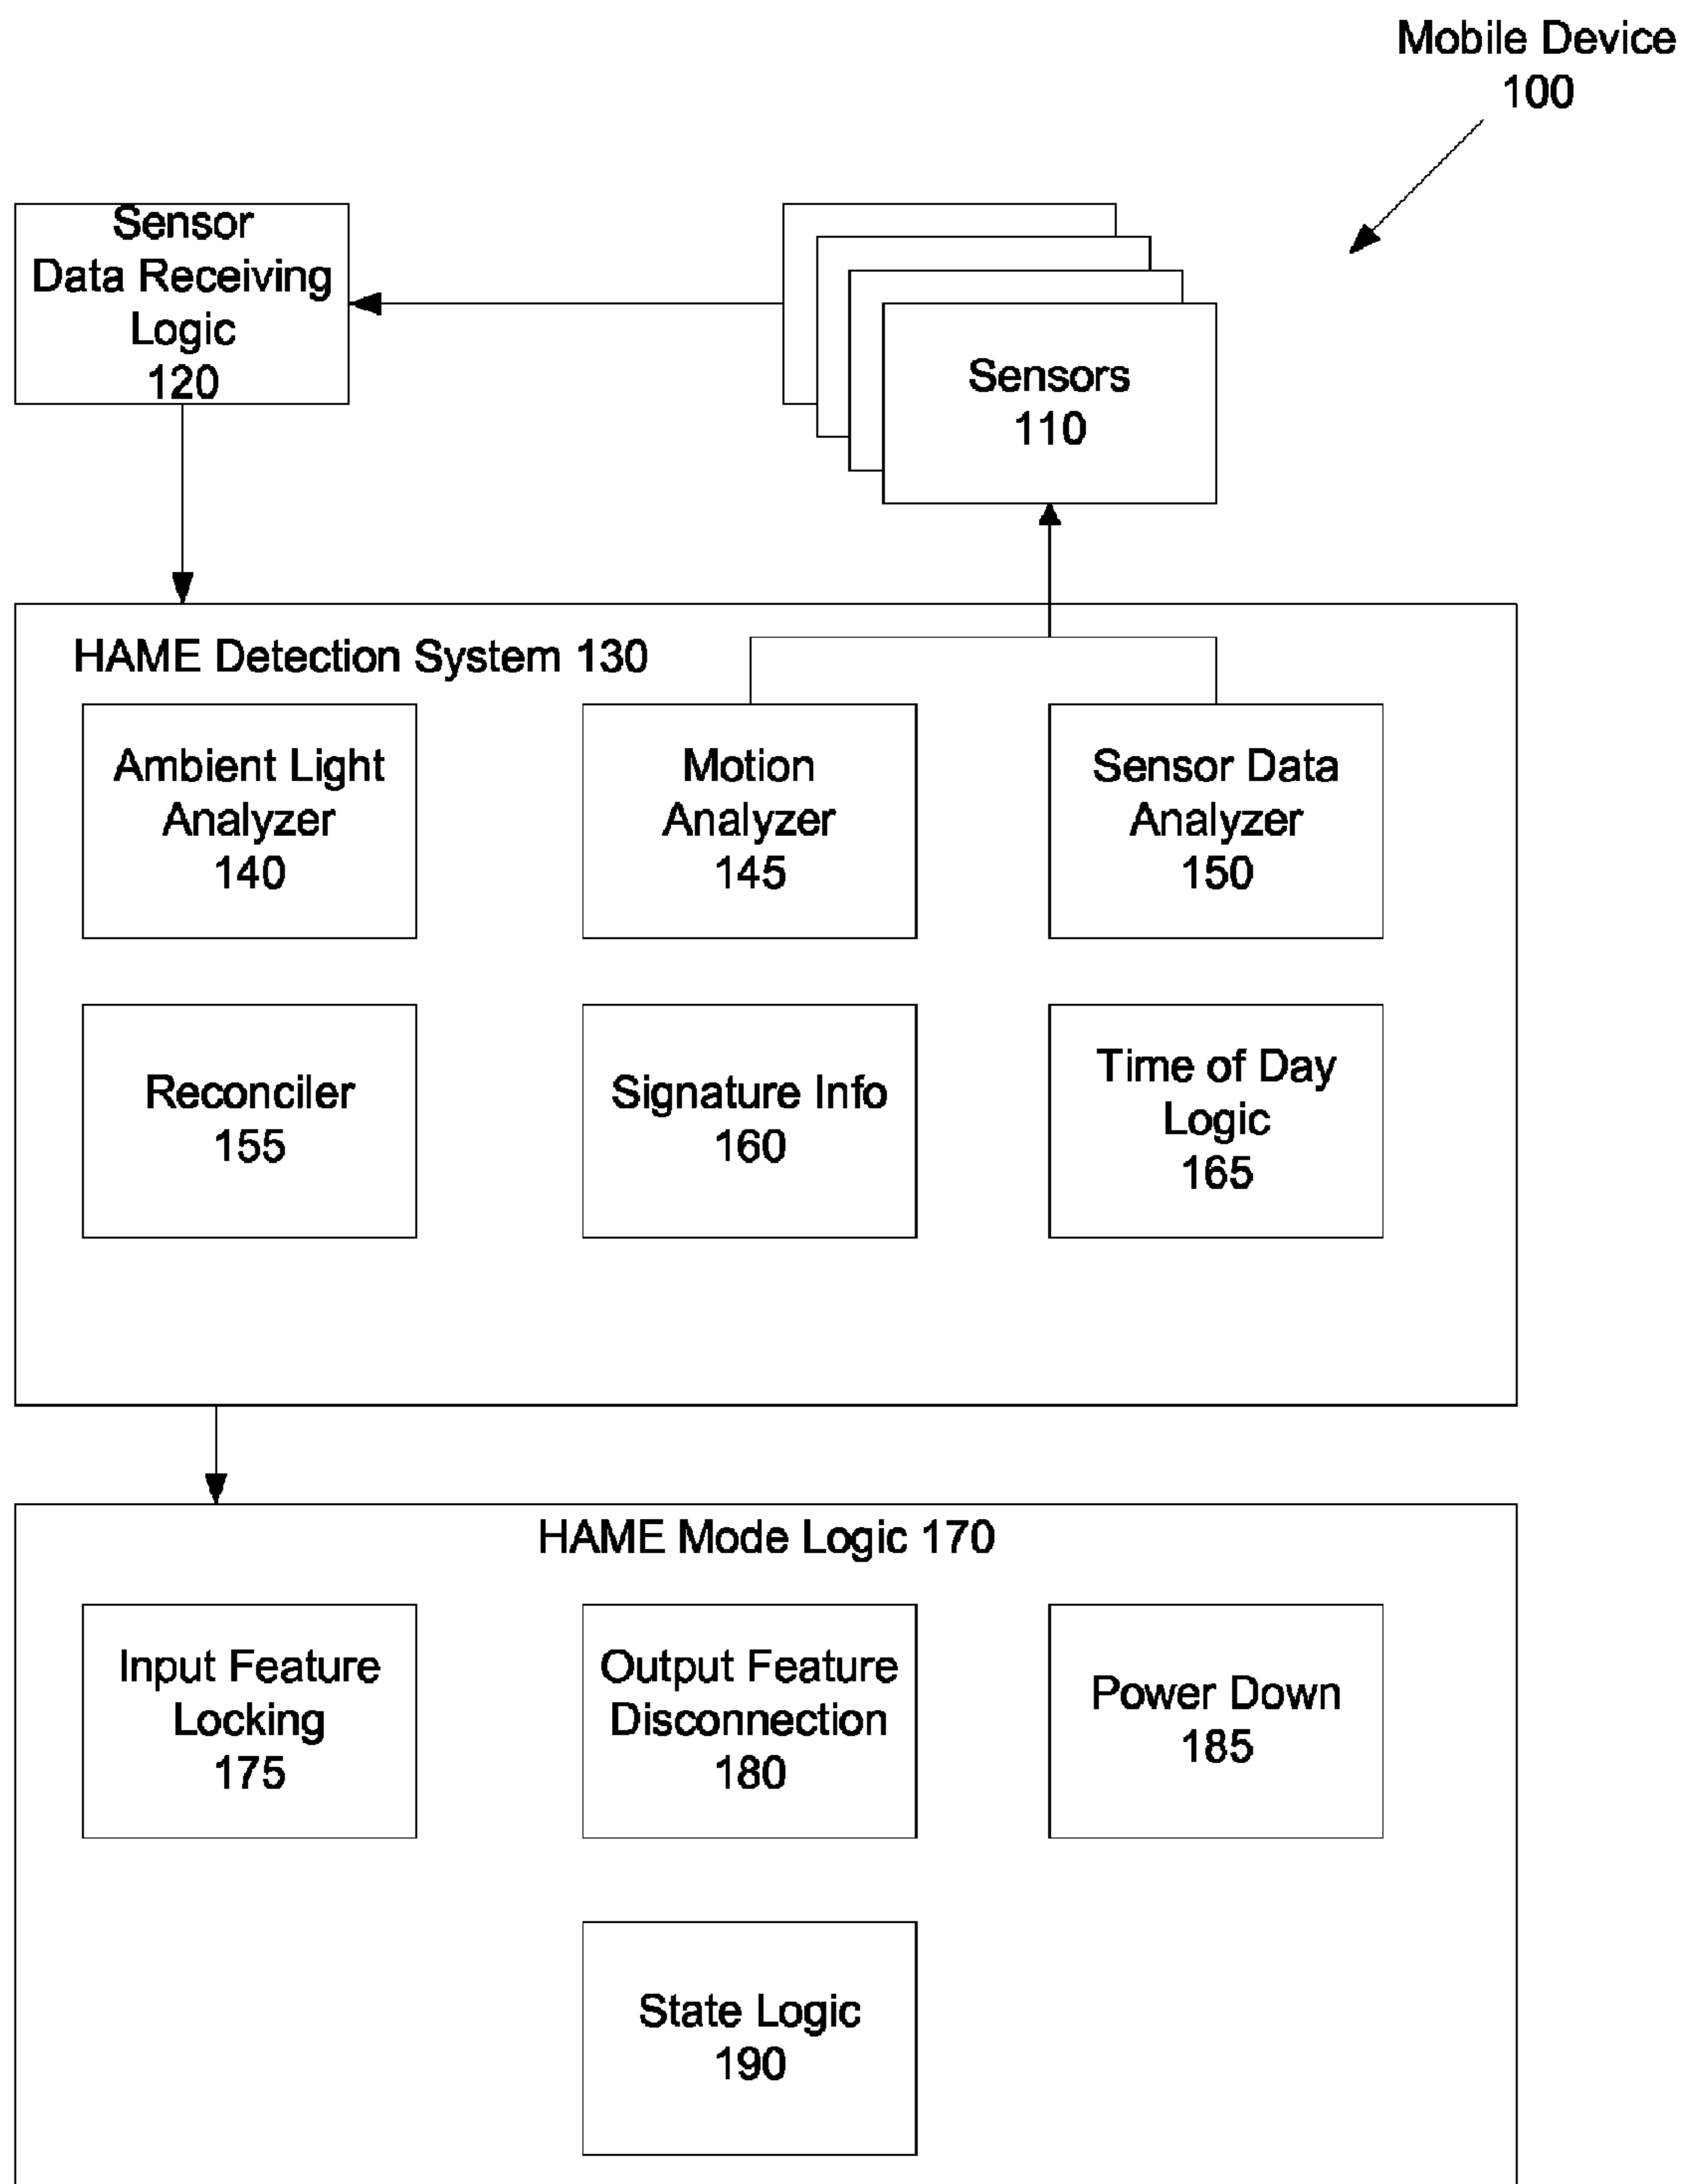 Mobile Device
100
Sensor
Data Receiving
Logic
120
Sensors
110
HAME Detection System 130
Ambient Light
Analyzer
140
Motion
Analyzer
145
Sensor Data
Analyzer
150
Reconciler
155
Signature Info
160
Time of Day
Logic
165
HAME Mode Logic 170
Input Feature
Locking
175
Output Feature
Disconnection
180
Power Down
185
State Logic
190